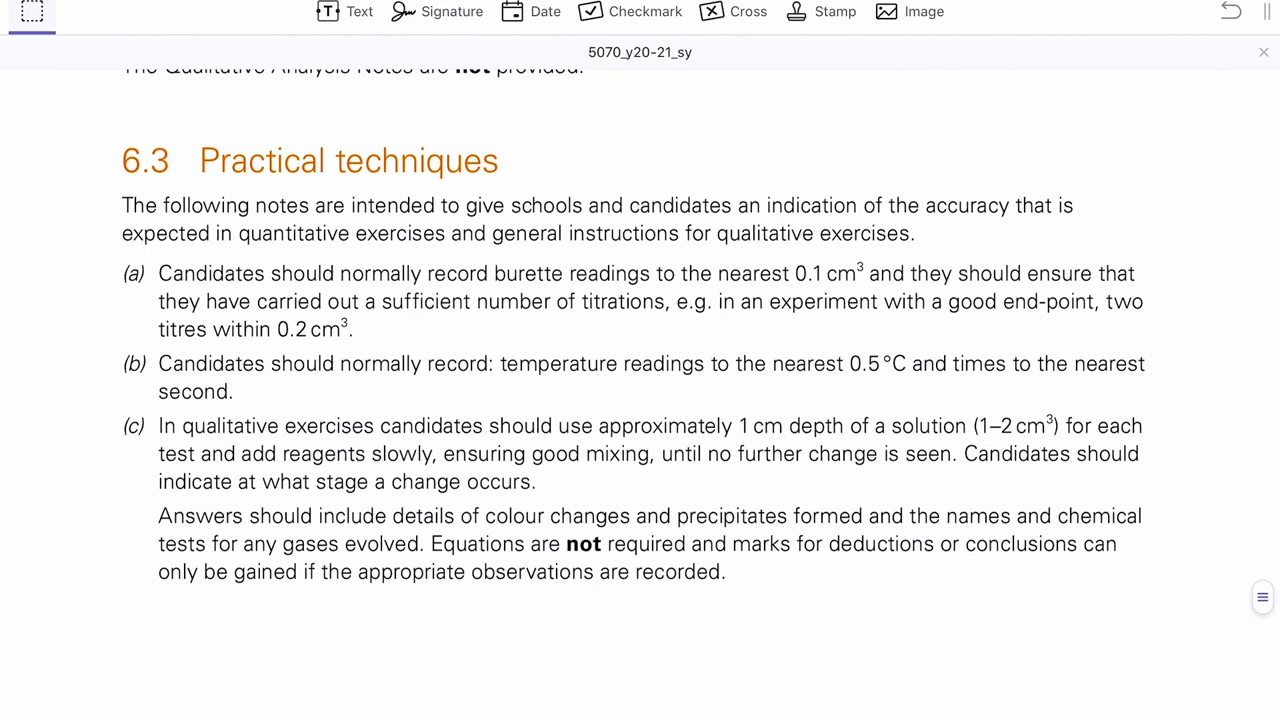 Text Signature Date Checkmark Cross Stamp Image
5070_y20-21_sy
The Qualitative Analysis Notes are not provided.
6.3 Practical techniques
The following notes are intended to give schools and candidates an indication of the accuracy that is
expected in quantitative exercises and general instructions for qualitative exercises.
(a) Candidates should normally record burette readings to the nearest 0.1 cm³ and they should ensure that
they have carried out a sufficient number of titrations, e.g. in an experiment with a good end-point, two
titres within 0.2 cm³.
(b) Candidates should normally record: temperature readings to the nearest 0.5 °C and times to the nearest
second.
(c) In qualitative exercises candidates should use approximately 1 cm depth of a solution (1–2 cm³) for each
test and add reagents slowly, ensuring good mixing, until no further change is seen. Candidates should
indicate at what stage a change occurs.
Answers should include details of colour changes and precipitates formed and the names and chemical
tests for any gases evolved. Equations are not required and marks for deductions or conclusions can
only be gained if the appropriate observations are recorded.